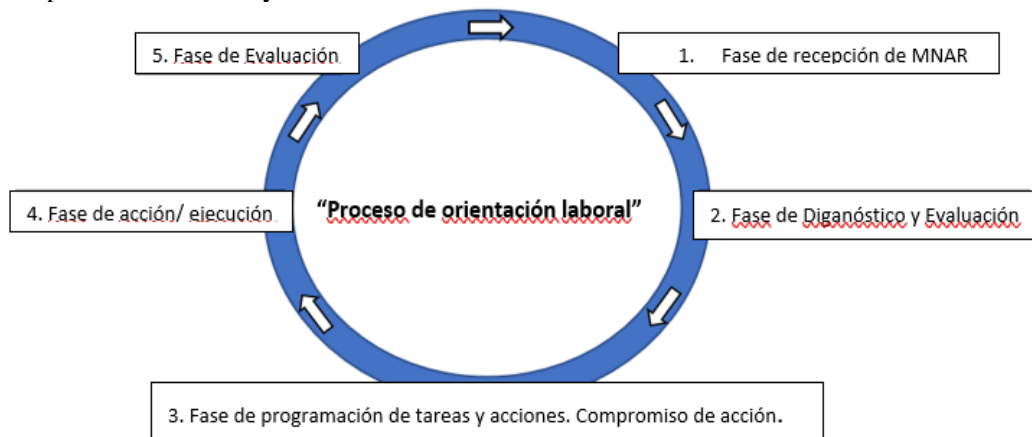 5. Fase de Evaluación
1. Fase de recepción de MNAR
4. Fase de acción/ ejecución
“Proceso de orientación laboral”
2. Fase de Diganóstico y Evaluación
3. Fase de programación de tareas y acciones. Compromiso de acción.